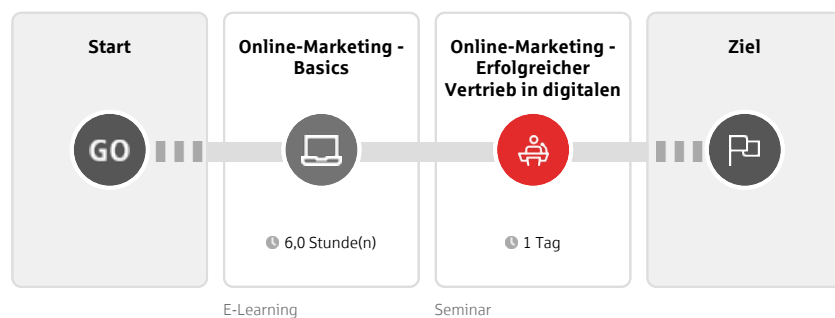 Start
Online-Marketing -
Basics
Online-Marketing -
Erfolgreicher
Vertrieb in digitalen
Ziel
GO
6,0 Stunde(n)
1 Tag
E-Learning
Seminar